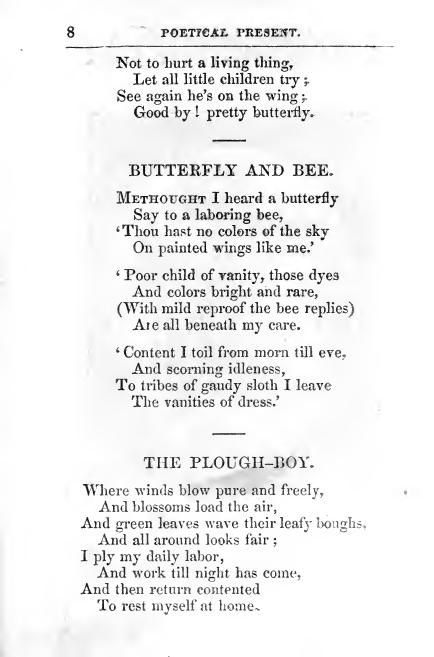 8 POETICAL PRESENT.
Not to hurt a living thing,
Let all little children try;
See again he's on the wing;
Good by! pretty butterfly.
BUTTERFLY AND BEE.
METHOUGHT I heard a butterfly
Say to a laboring bee,
'Thou hast no colors of the sky
On painted wings like me.'
'Poor child of vanity, those dyes
And colors bright and rare,
(With mild reproof the bee replies)
Are all beneath my care.
'Content I toil from morn till eve,
And scorning idleness,
To tribes of gaudy sloth I leave
The vanities of dress.'
THE PLOUGH-BOY.
Where winds blow pure and freely,
And blossoms load the air,
And green leaves wave their leafy boughs,
And all around looks fair;
I ply my daily labor,
And work till night has come,
And then return contented
To rest myself at home.